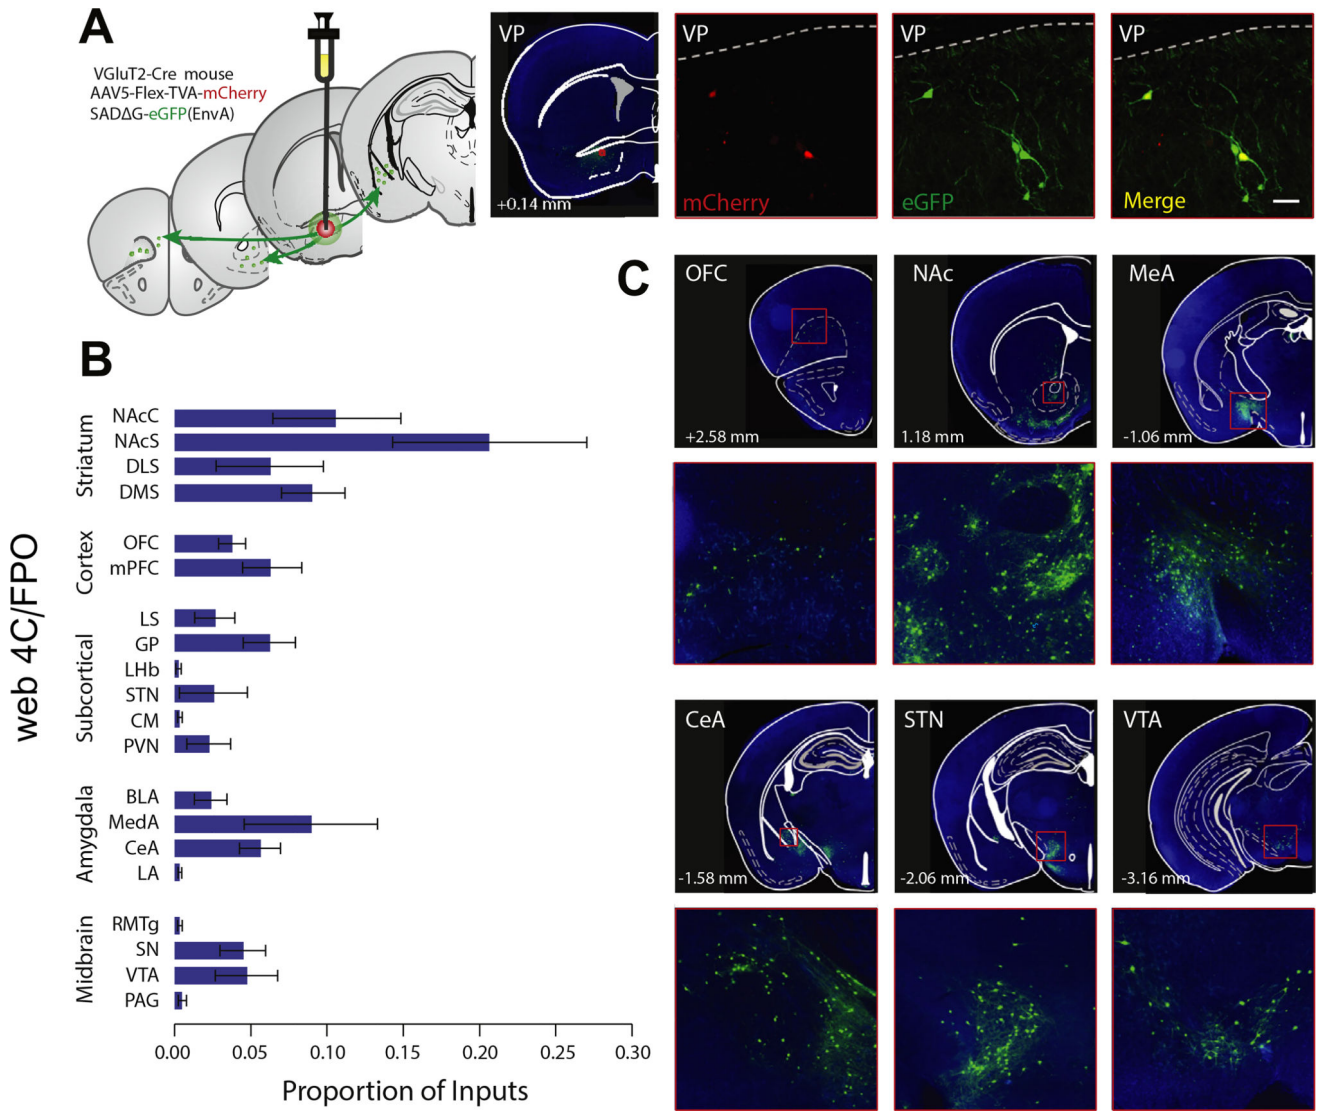 A
VGluT2-Cre mouse
AAV5-Flex-TVA-mCherry
SADΔG-eGFP(EnvA)
VP
+0.14 mm
VP
mCherry
VP
eGFP
VP
Merge
B
web 4C/FPO
Striatum
NAcC
NAcS
DLS
DMS
Cortex
OFC
mPFC
Subcortical
LS
GP
LHb
STN
CM
PVN
Amygdala
BLA
MedA
CeA
LA
Midbrain
RMTg
SN
VTA
PAG
0.00 0.05 0.10 0.15 0.20 0.25 0.30
Proportion of Inputs
C
OFC
+2.58 mm
NAc
1.18 mm
MeA
-1.06 mm
CeA
-1.58 mm
STN
-2.06 mm
VTA
-3.16 mm